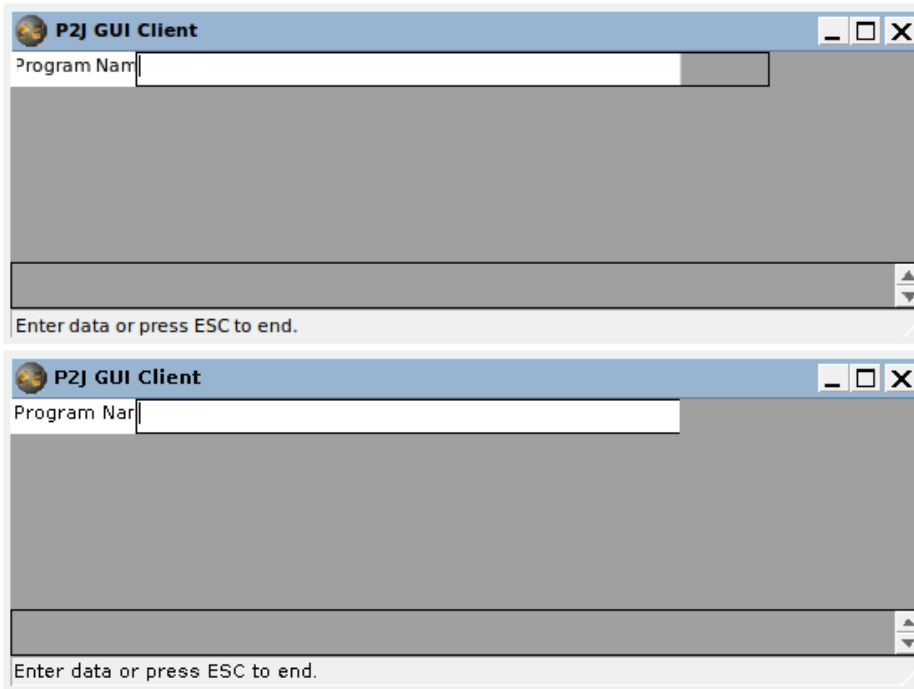 P2J GUI Client
Program Nam
Enter data or press ESC to end.
P2J GUI Client
Program Nar
Enter data or press ESC to end.